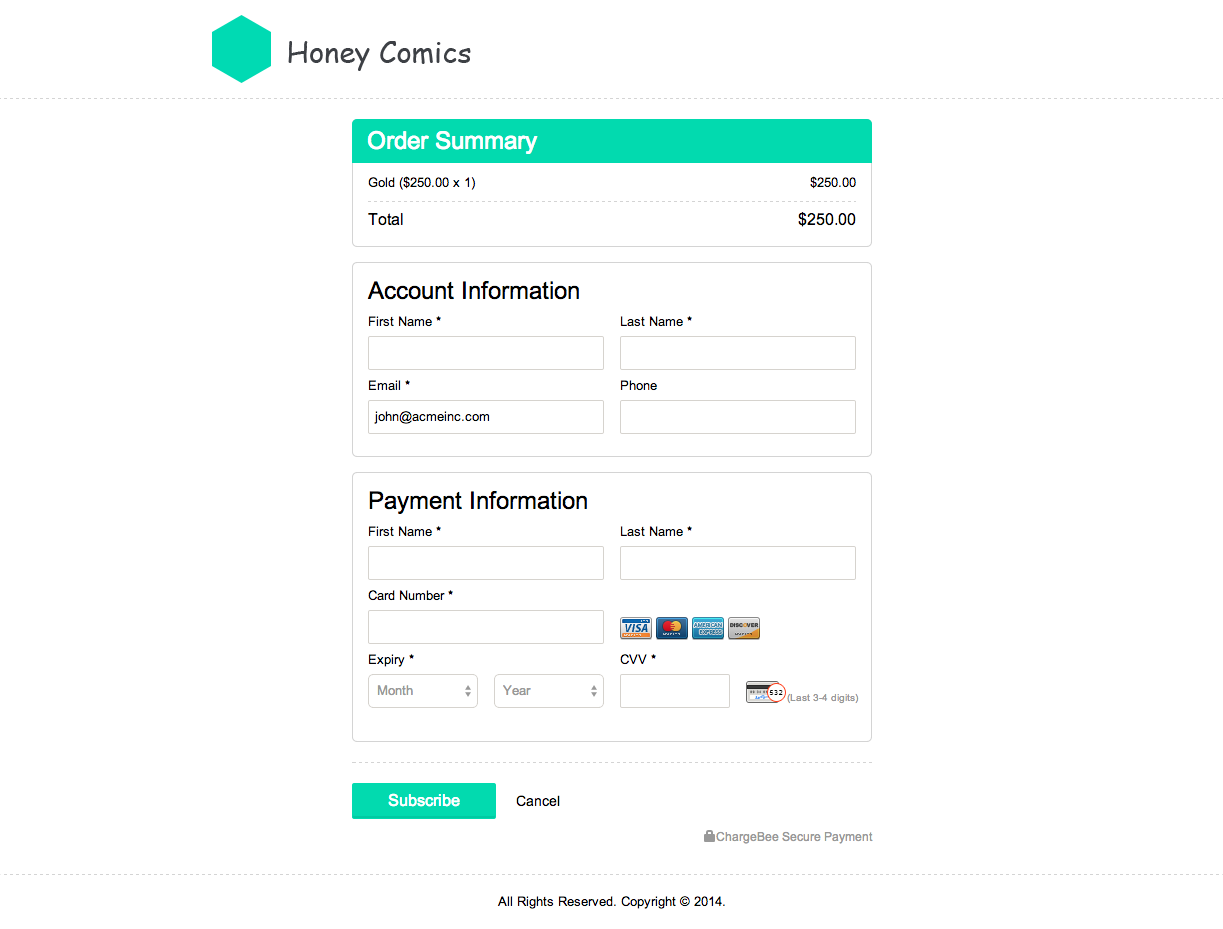 Honey Comics
Order Summary
Gold ($250.00 x 1) $250.00
Total $250.00
Account Information
First Name * Last Name *
Email * Phone
john@acmeinc.com
Payment Information
First Name * Last Name *
Card Number *
VISA AMERICAN EXPRESS DISCOVER
Expiry * CVV *
Month Year 532 (Last 3-4 digits)
Subscribe Cancel
ChargeBee Secure Payment
All Rights Reserved. Copyright © 2014.